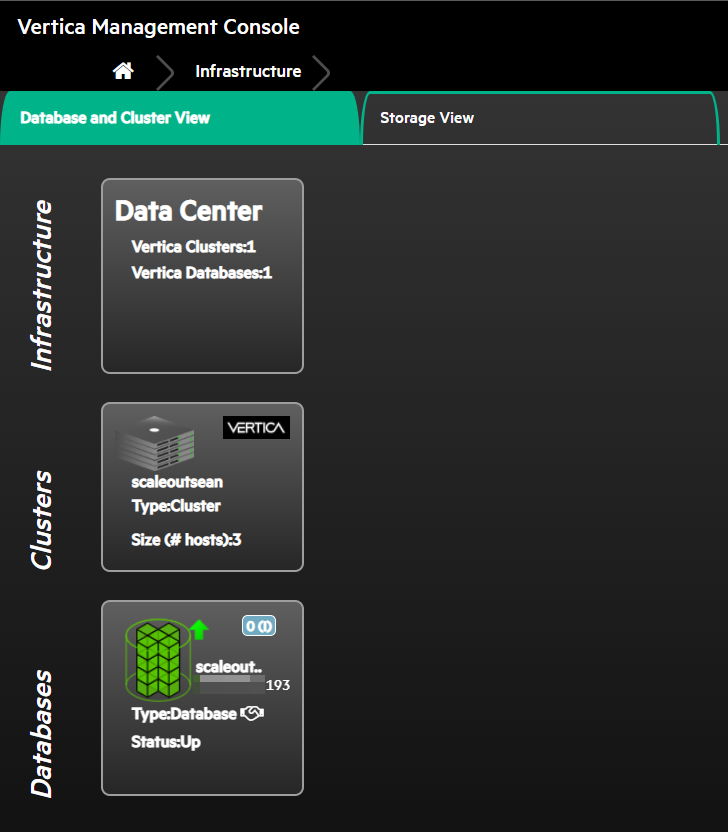 Vertica Management Console
Infrastructure
Database and Cluster View
Storage View
Infrastructure
Data Center
Vertica Clusters:1
Vertica Databases:1
Clusters
VERTICA
scaleoutsean
Type:Cluster
Size (# hosts):3
Databases
0
scaleout..
193
Type:Database
Status:Up